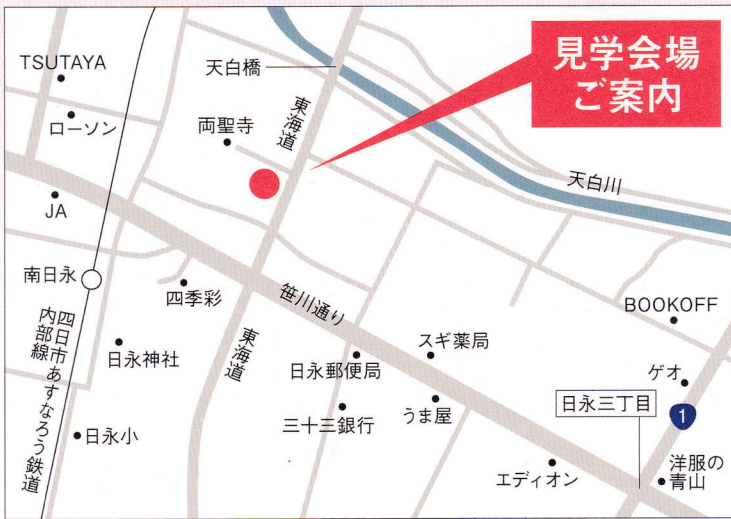 見学会場
ご案内
TSUTAYA
天白橋
ローソン
両聖寺
東海道
天白川
JA
南日永
四季彩
笹川通り
BOOKOFF
四日市あすなろう鉄道
内部線
日永神社
東海道
日永郵便局
スギ薬局
ゲオ
三十三銀行
うま屋
日永三丁目
1
日永小
エディオン
洋服の
青山